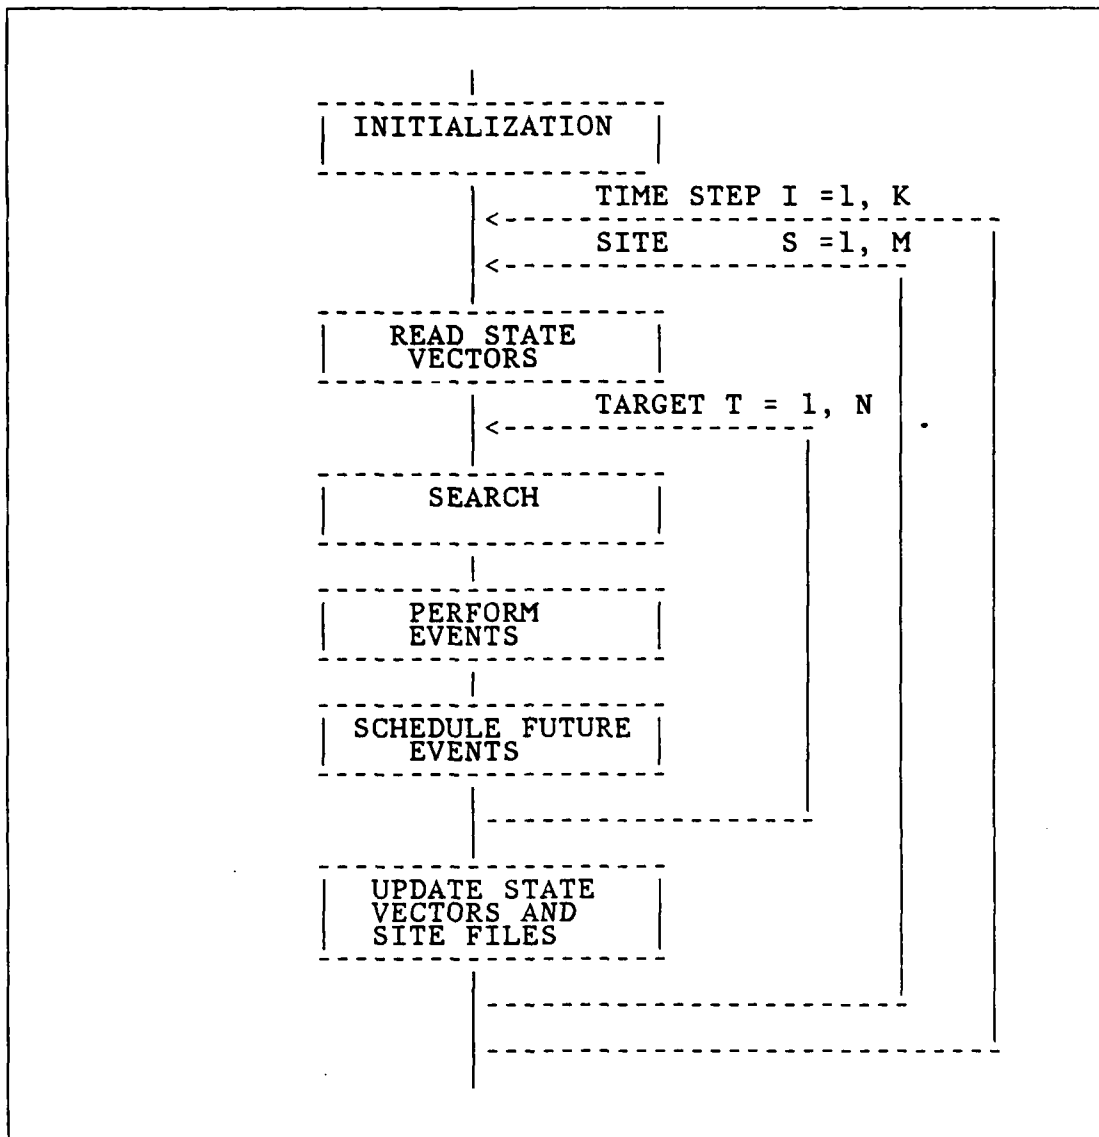 INITIALIZATION
TIME STEP I =1, K
SITE S =1, M
READ STATE
VECTORS
TARGET T = 1, N
SEARCH
PERFORM
EVENTS
SCHEDULE FUTURE
EVENTS
UPDATE STATE
VECTORS AND
SITE FILES